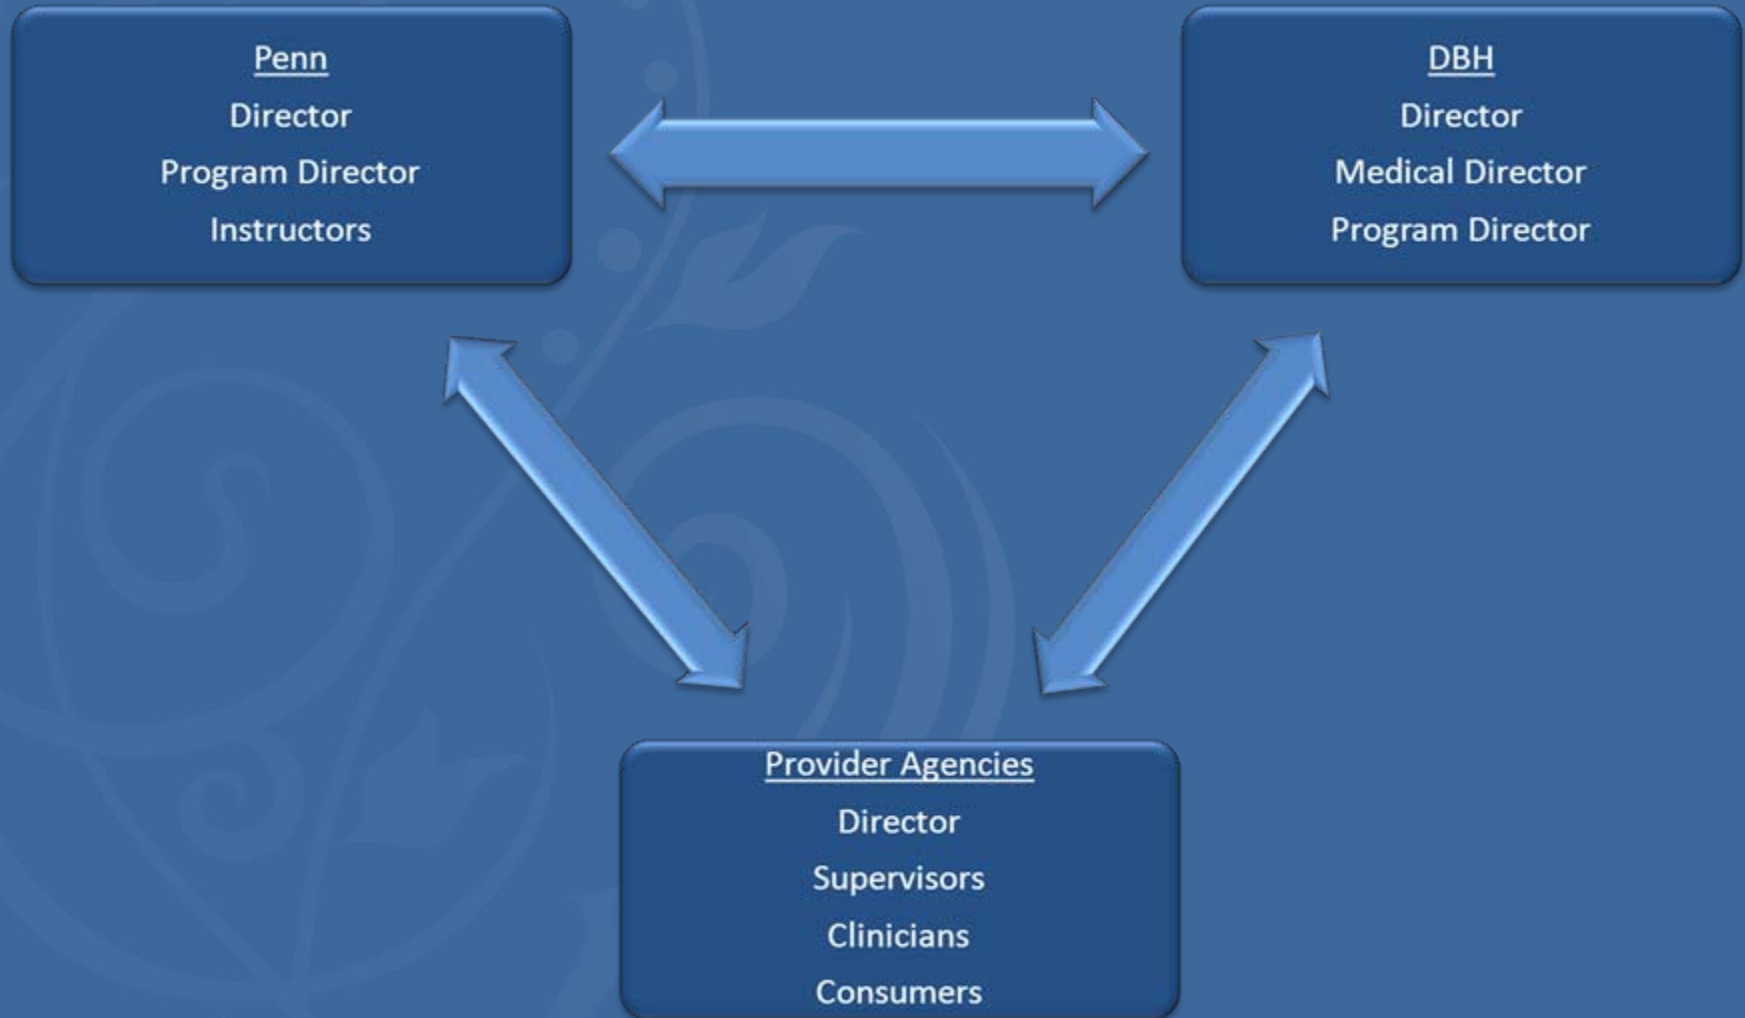 Penn
Director
Program Director
Instructors
DBH
Director
Medical Director
Program Director
Provider Agencies
Director
Supervisors
Clinicians
Consumers